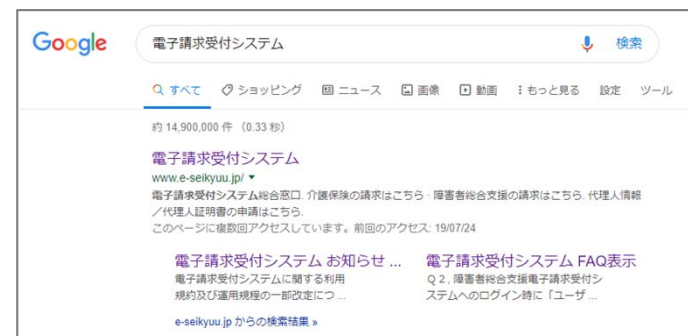 Google
電子請求受付システム
検索
すべて ショッピング ニュース 画像 動画 もっと見る 設定 ツール
約 14,900,000 件 (0.33 秒)
電子請求受付システム
www.e-seikyuu.jp/
電子請求受付システム総合窓口. 介護保険の請求はこちら · 障害者総合支援の請求はこちら. 代理人情報
/代理人証明書の申請はこちら.
このページに複数回アクセスしています。前回のアクセス: 19/07/24
電子請求受付システム お知らせ ...
電子請求受付システムに関する利用
規約及び運用規程の一部改定につ ...
電子請求受付システム FAQ表示
Q 2. 障害者総合支援電子請求受付シ
ステムへのログイン時に「ユーザ ...
e-seikyuu.jp からの検索結果 »